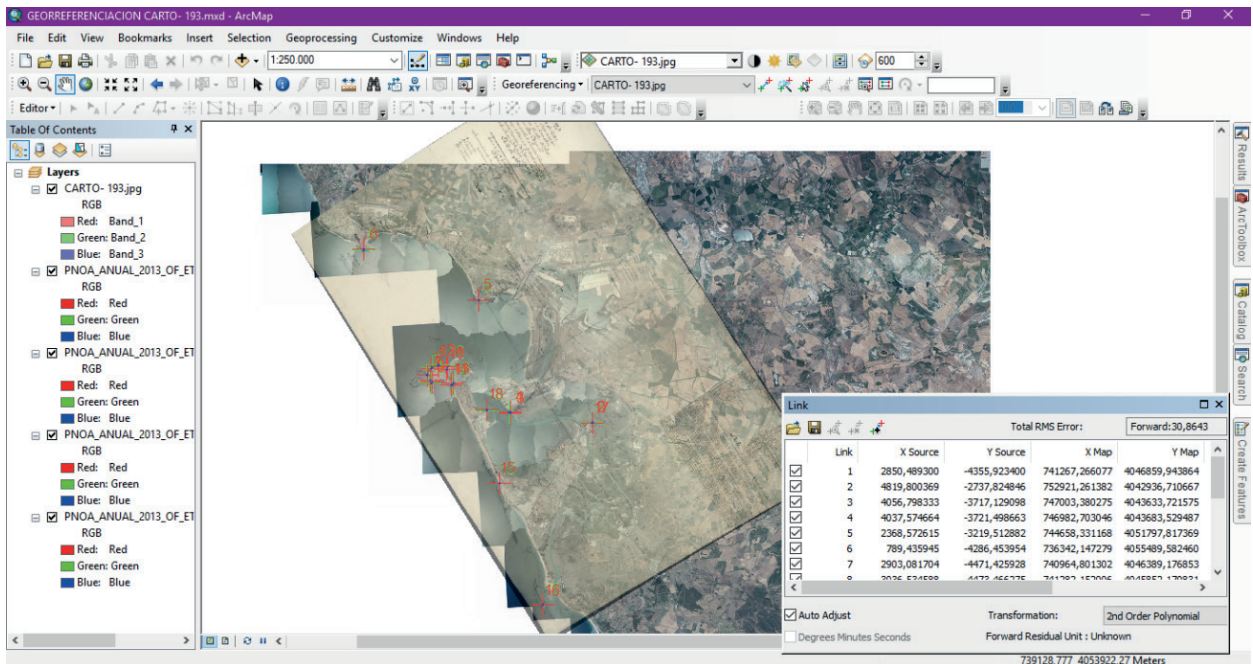 GEORREFERENCIACION CARTO- 193.mxd - ArcMap
File Edit View Bookmarks Insert Selection Geoprocessing Customize Windows Help
1:250.000
CARTO- 193.jpg
600
Georeferencing
CARTO- 193.jpg
Editor
Table Of Contents
Layers
CARTO- 193.jpg
RGB
Red: Band_1
Green: Band_2
Blue: Band_3
PNOA_ANUAL_2013_OF_ET
RGB
Red: Red
Green: Green
Blue: Blue
PNOA_ANUAL_2013_OF_ET
RGB
Red: Red
Green: Green
Blue: Blue
PNOA_ANUAL_2013_OF_ET
RGB
Red: Red
Green: Green
Blue: Blue
PNOA_ANUAL_2013_OF_ET
RGB
Red: Red
Green: Green
Blue: Blue
6
5
18
15
16
Results
ArcToolbox
Catalog
Search
Create Features
Link
Total RMS Error: Forward:30,8643
Link X Source Y Source X Map Y Map
1 2850,489300 -4355,923400 741267,266077 4046859,943864
2 4819,800369 -2737,824846 752921,261382 4042936,710667
3 4056,798333 -3717,129098 747003,380275 4043633,721575
4 4037,574664 -3721,498663 746982,703046 4043683,529487
5 2368,572615 -3219,512882 744658,331168 4051797,817369
6 789,435945 -4286,453954 736342,147279 4055489,582460
7 2903,081704 -4471,425928 740964,801302 4046389,176853
Auto Adjust
Transformation: 2nd Order Polynomial
Degrees Minutes Seconds
Forward Residual Unit : Unknown
739128,777 4053922,27 Meters